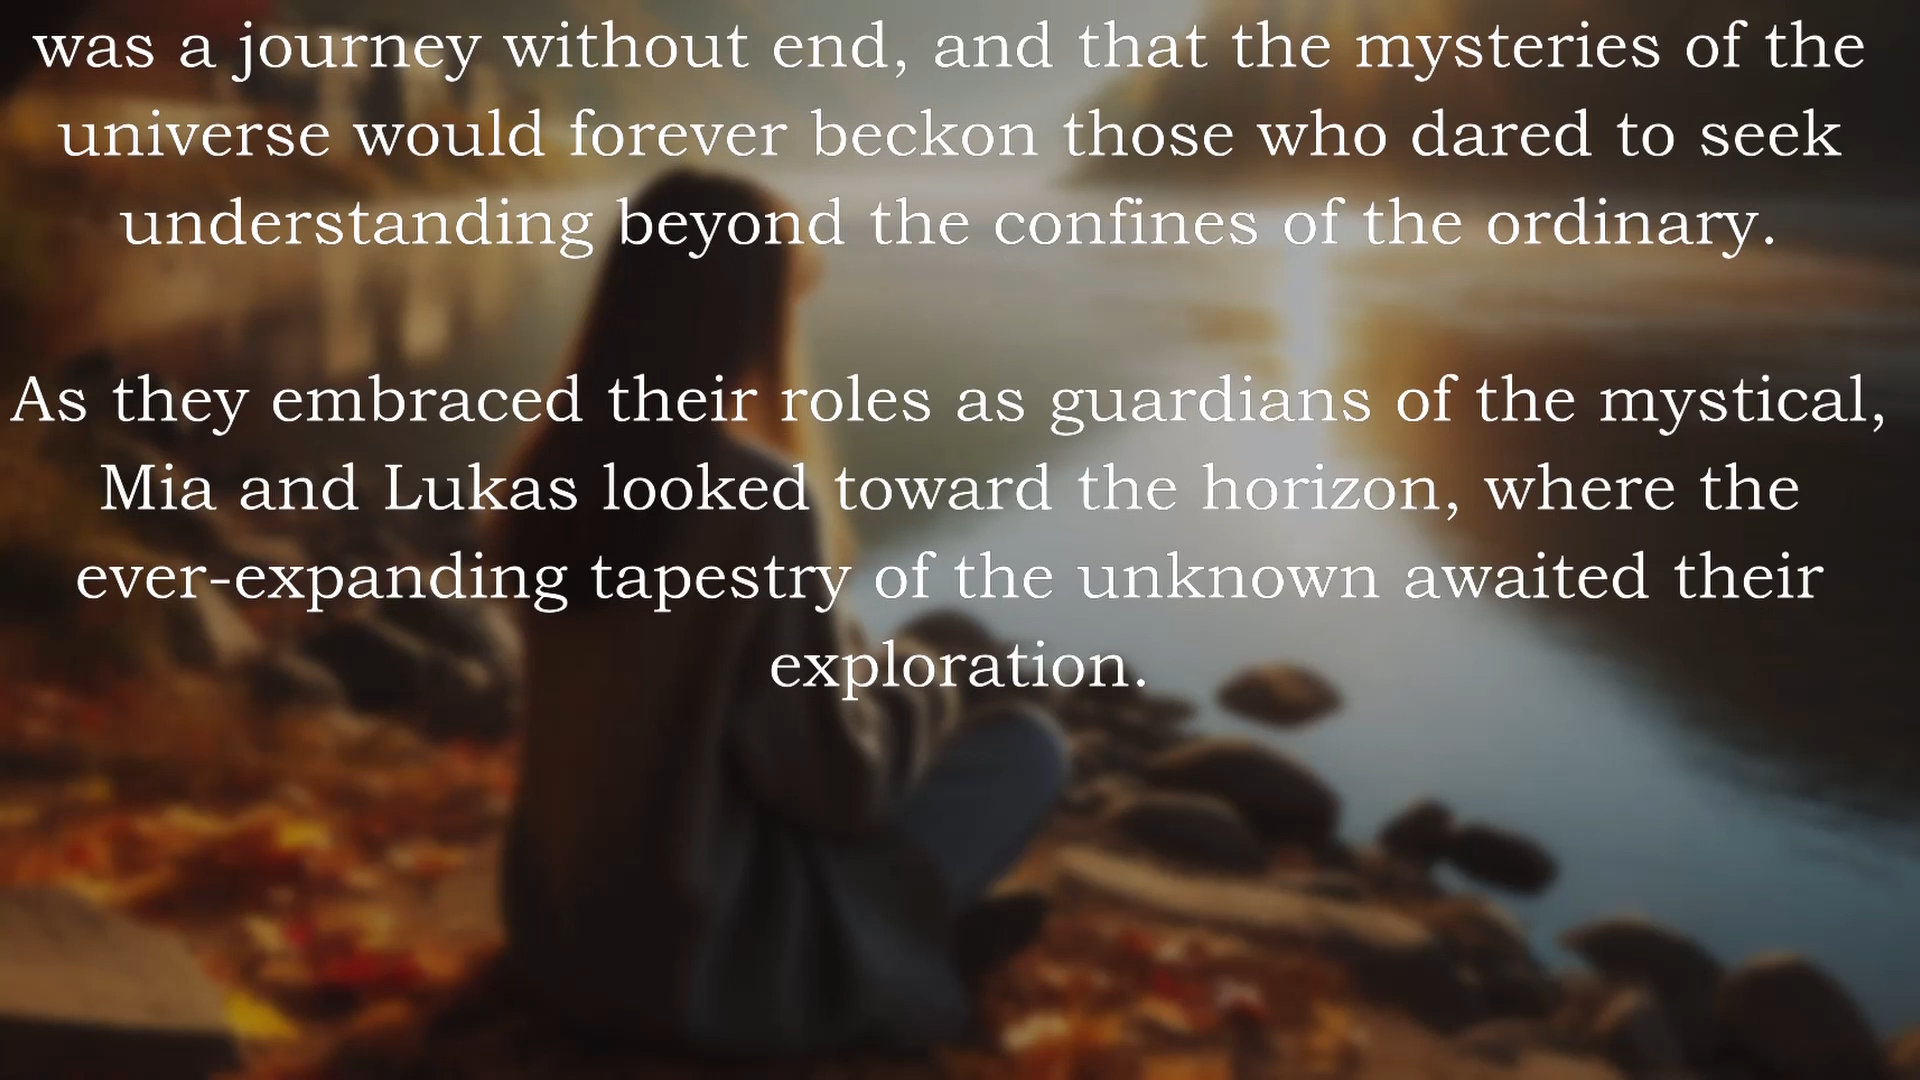 was a journey without end, and that the mysteries of the
universe would forever beckon those who dared to seek
understanding beyond the confines of the ordinary.
As they embraced their roles as guardians of the mystical,
Mia and Lukas looked toward the horizon, where the
ever-expanding tapestry of the unknown awaited their
exploration.